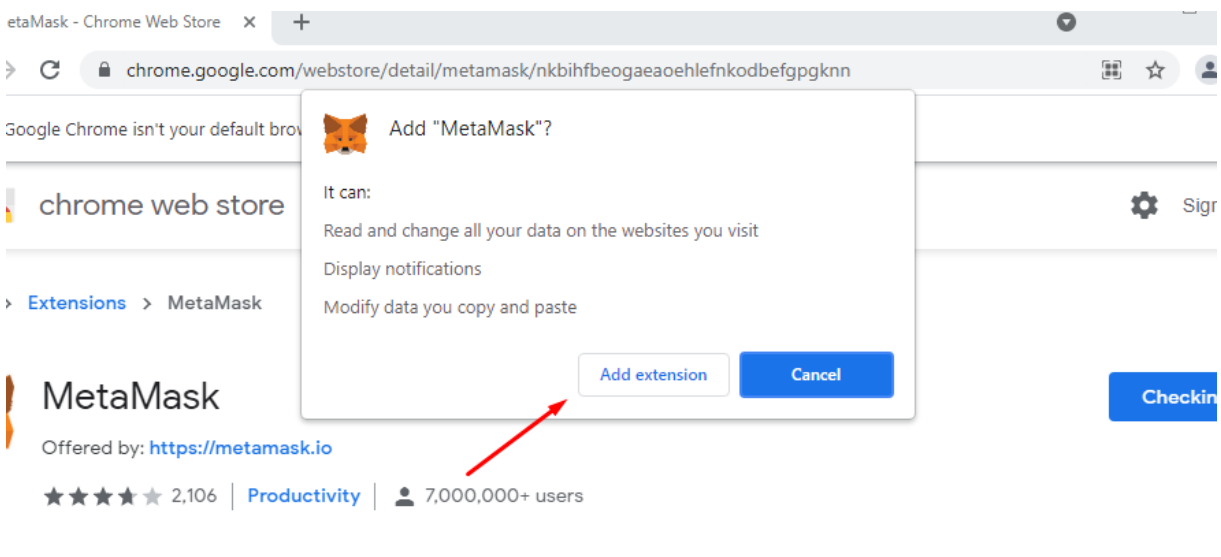 etaMask - Chrome Web Store
chrome.google.com/webstore/detail/metamask/nkbihfbeogaeaoehlefnkodbefgpgknn
Google Chrome isn't your default brow
Add "MetaMask"?
It can:
Read and change all your data on the websites you visit
Display notifications
Modify data you copy and paste
Add extension Cancel
chrome web store
Sign
Extensions > MetaMask
MetaMask
Checkin
Offered by: https://metamask.io
2,106 | Productivity | 7,000,000+ users